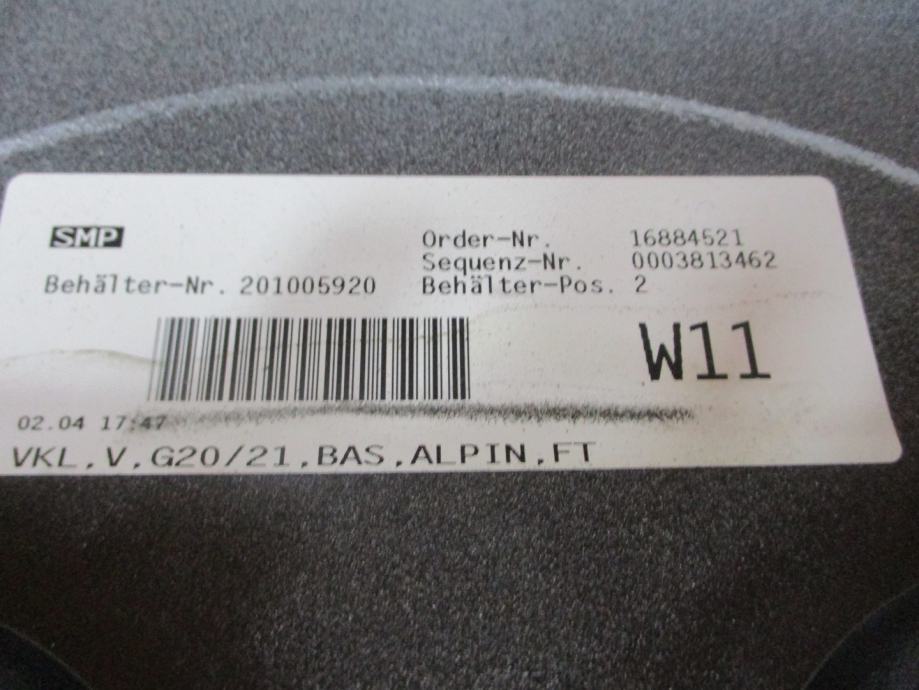 SMP
Order-Nr. 16884521
Sequenz-Nr. 0003813462
Behälter-Nr. 201005920 Behälter-Pos. 2
W11
02.04 17:47
VKL,V,G20/21,BAS,ALPIN,FT